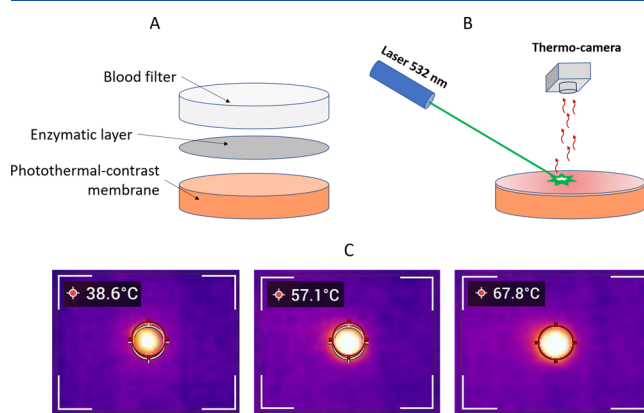 A
B
Blood filter
Enzymatic layer
Photothermal-contrast
membrane
Laser 532 nm
Thermo-camera
C
38.6°C
57.1°C
67.8°C